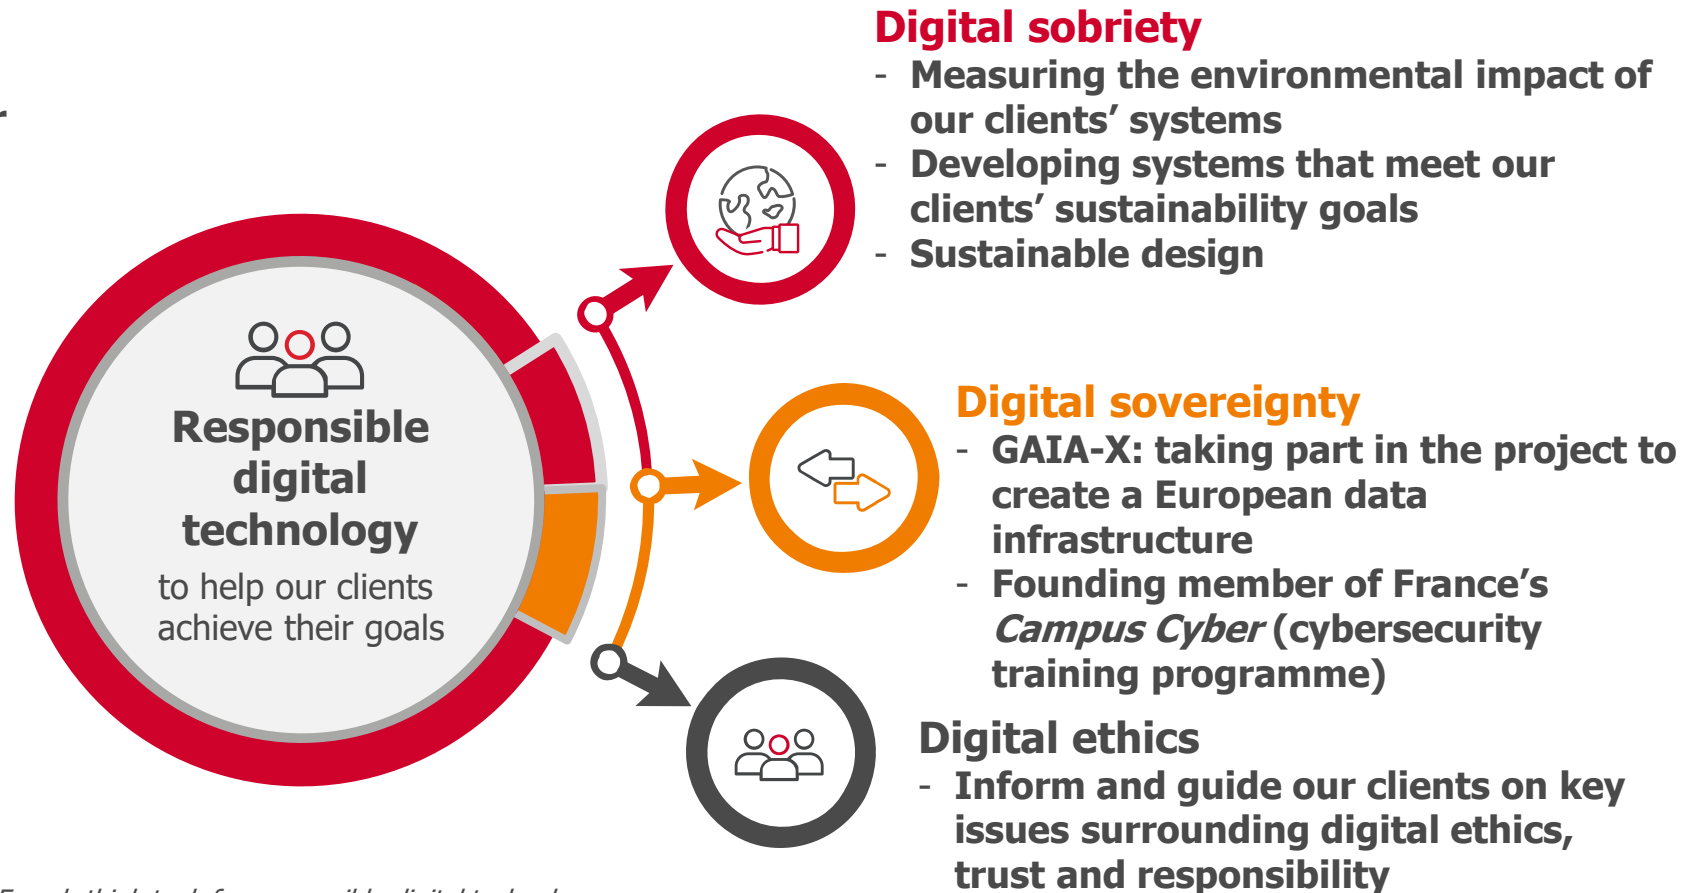 Digital sobriety
- Measuring the environmental impact of
our clients’ systems
- Developing systems that meet our
clients’ sustainability goals
- Sustainable design
Responsible
digital
technology
to help our clients
achieve their goals
Digital sovereignty
- GAIA-X: taking part in the project to
create a European data
infrastructure
- Founding member of France’s
Campus Cyber (cybersecurity
training programme)
Digital ethics
- Inform and guide our clients on key
issues surrounding digital ethics,
trust and responsibility